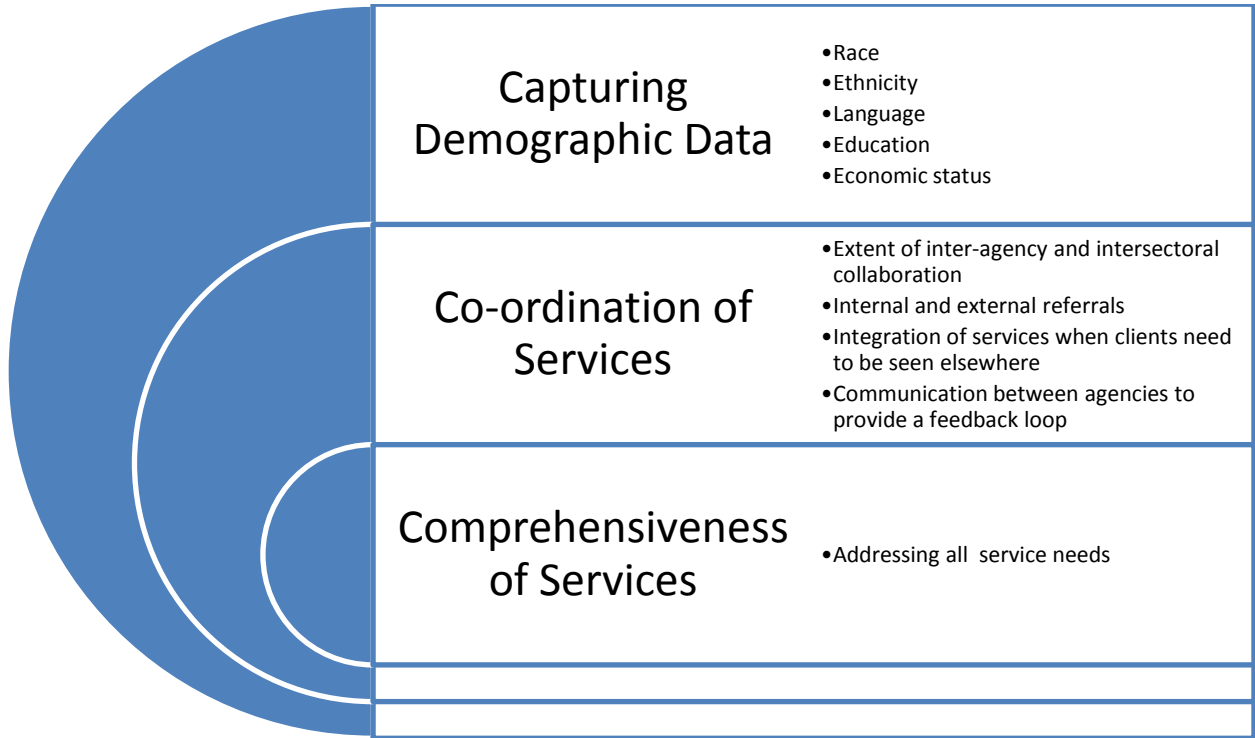 Capturing
Demographic Data
•Race
•Ethnicity
•Language
•Education
•Economic status
Co-ordination of
Services
•Extent of inter-agency and intersectoral
collaboration
•Internal and external referrals
•Integration of services when clients need
to be seen elsewhere
•Communication between agencies to
provide a feedback loop
Comprehensiveness
of Services
•Addressing all  service needs